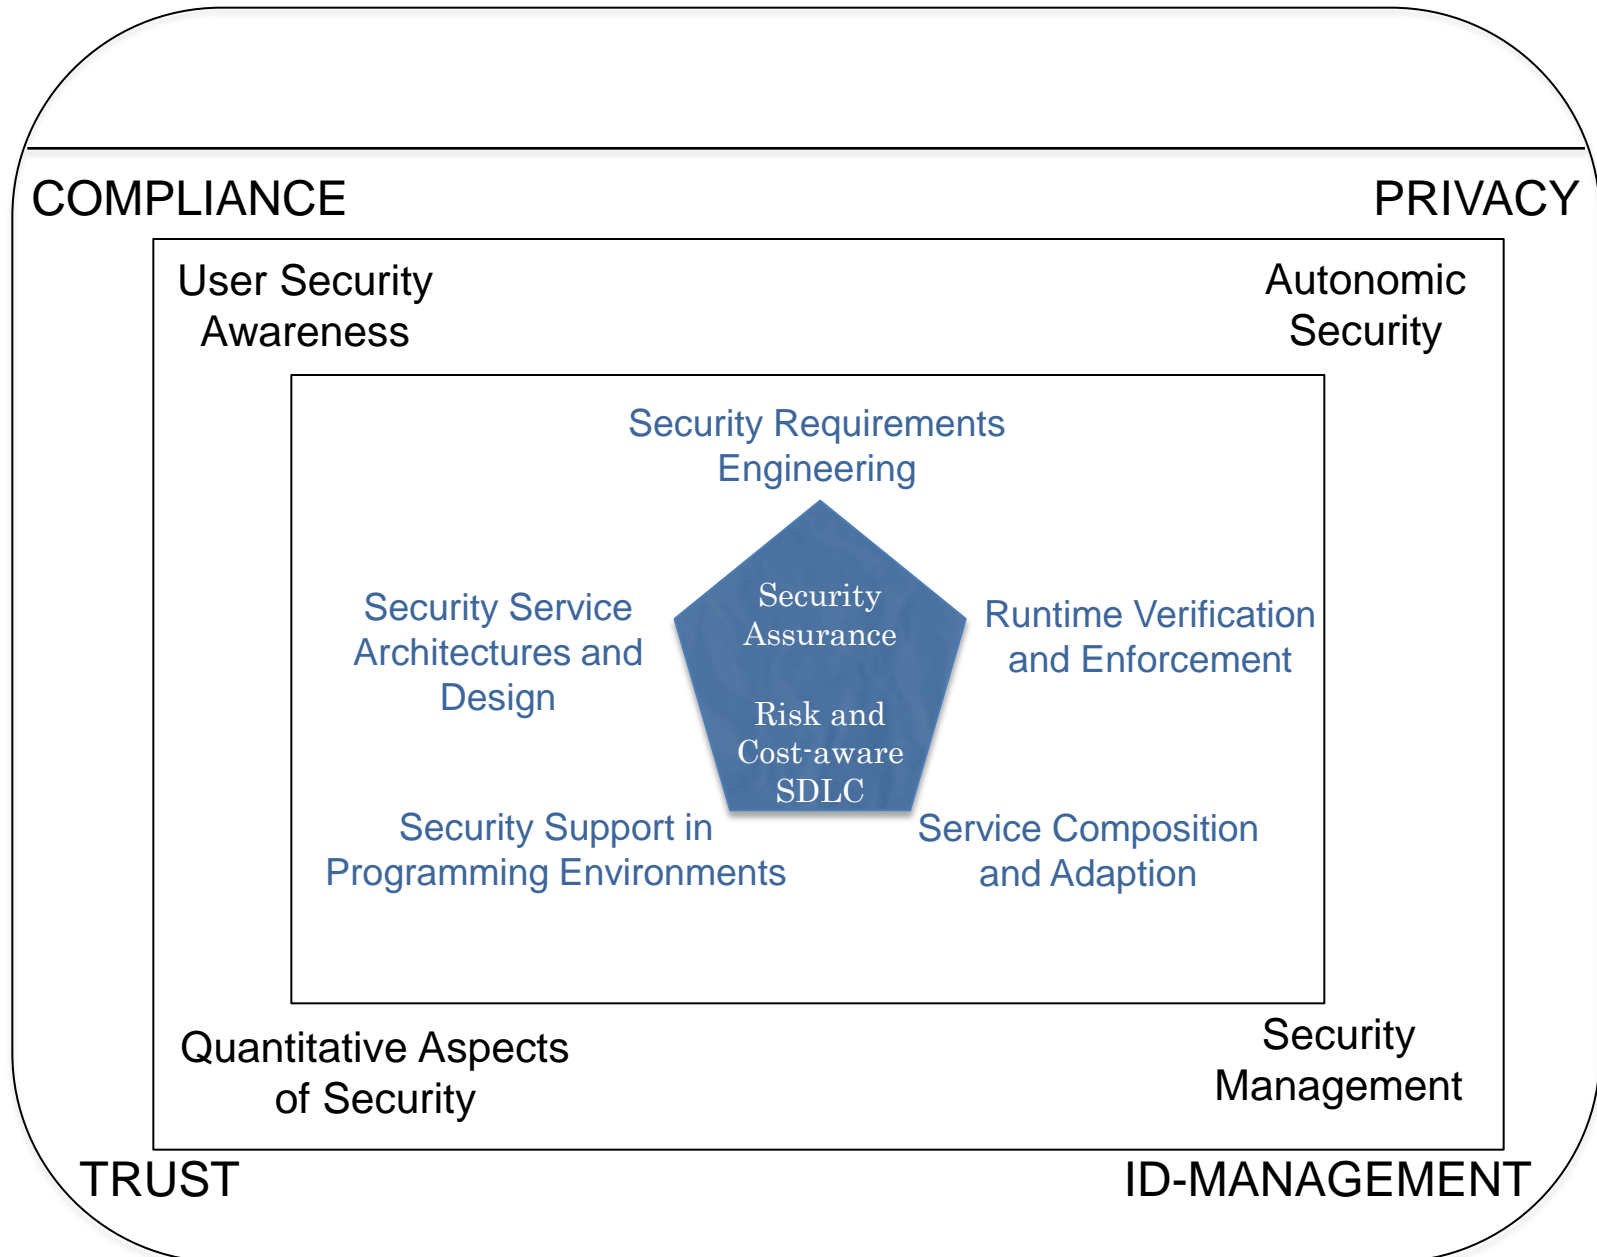 COMPLIANCE
PRIVACY
User Security
Awareness
Autonomic
Security
Security Requirements
Engineering
Security Service
Architectures and
Design
Security
Assurance
Risk and
Cost-aware
SDLC
Runtime Verification
and Enforcement
Security Support in
Programming Environments
Service Composition
and Adaption
Quantitative Aspects
of Security
Security
Management
TRUST
ID-MANAGEMENT